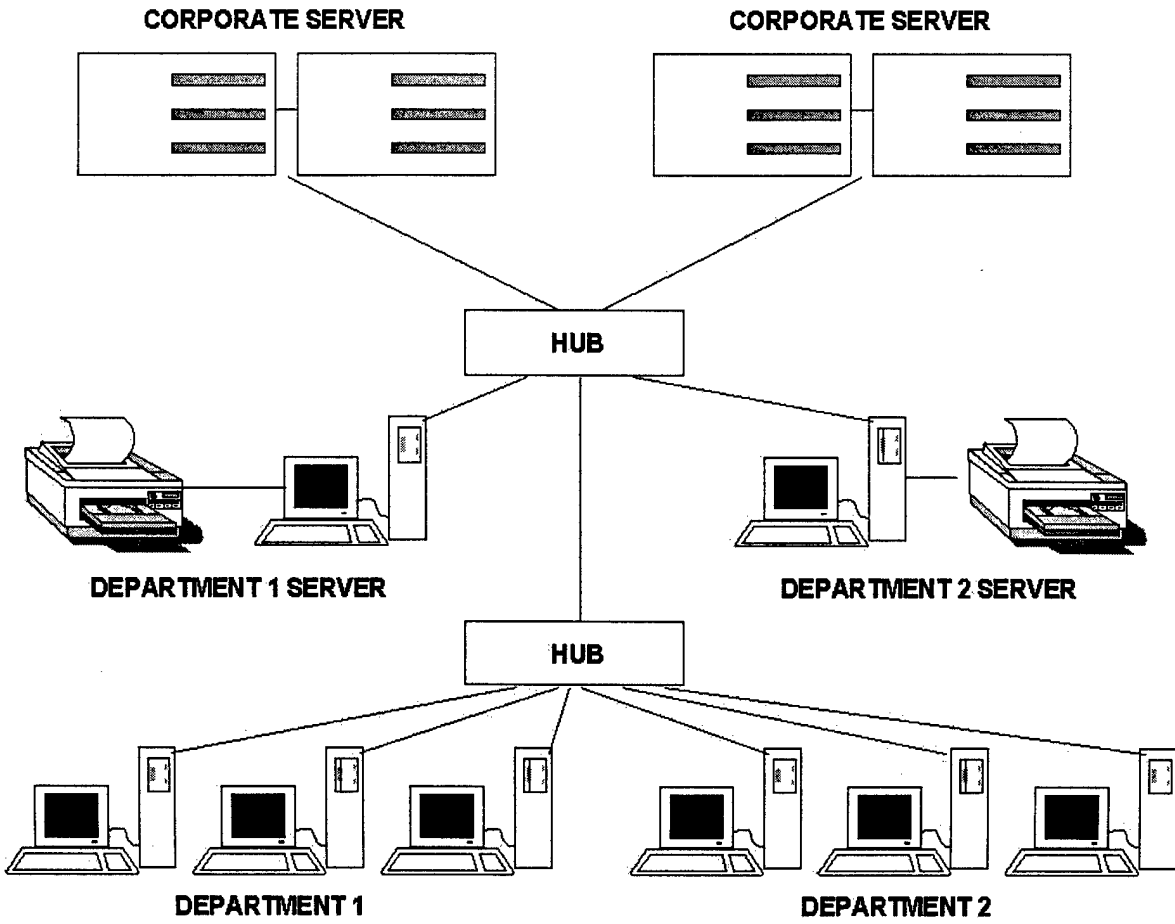 CORPORATE SERVER
CORPORATE SERVER
HUB
DEPARTMENT 1 SERVER
DEPARTMENT 2 SERVER
HUB
DEPARTMENT 1
DEPARTMENT 2